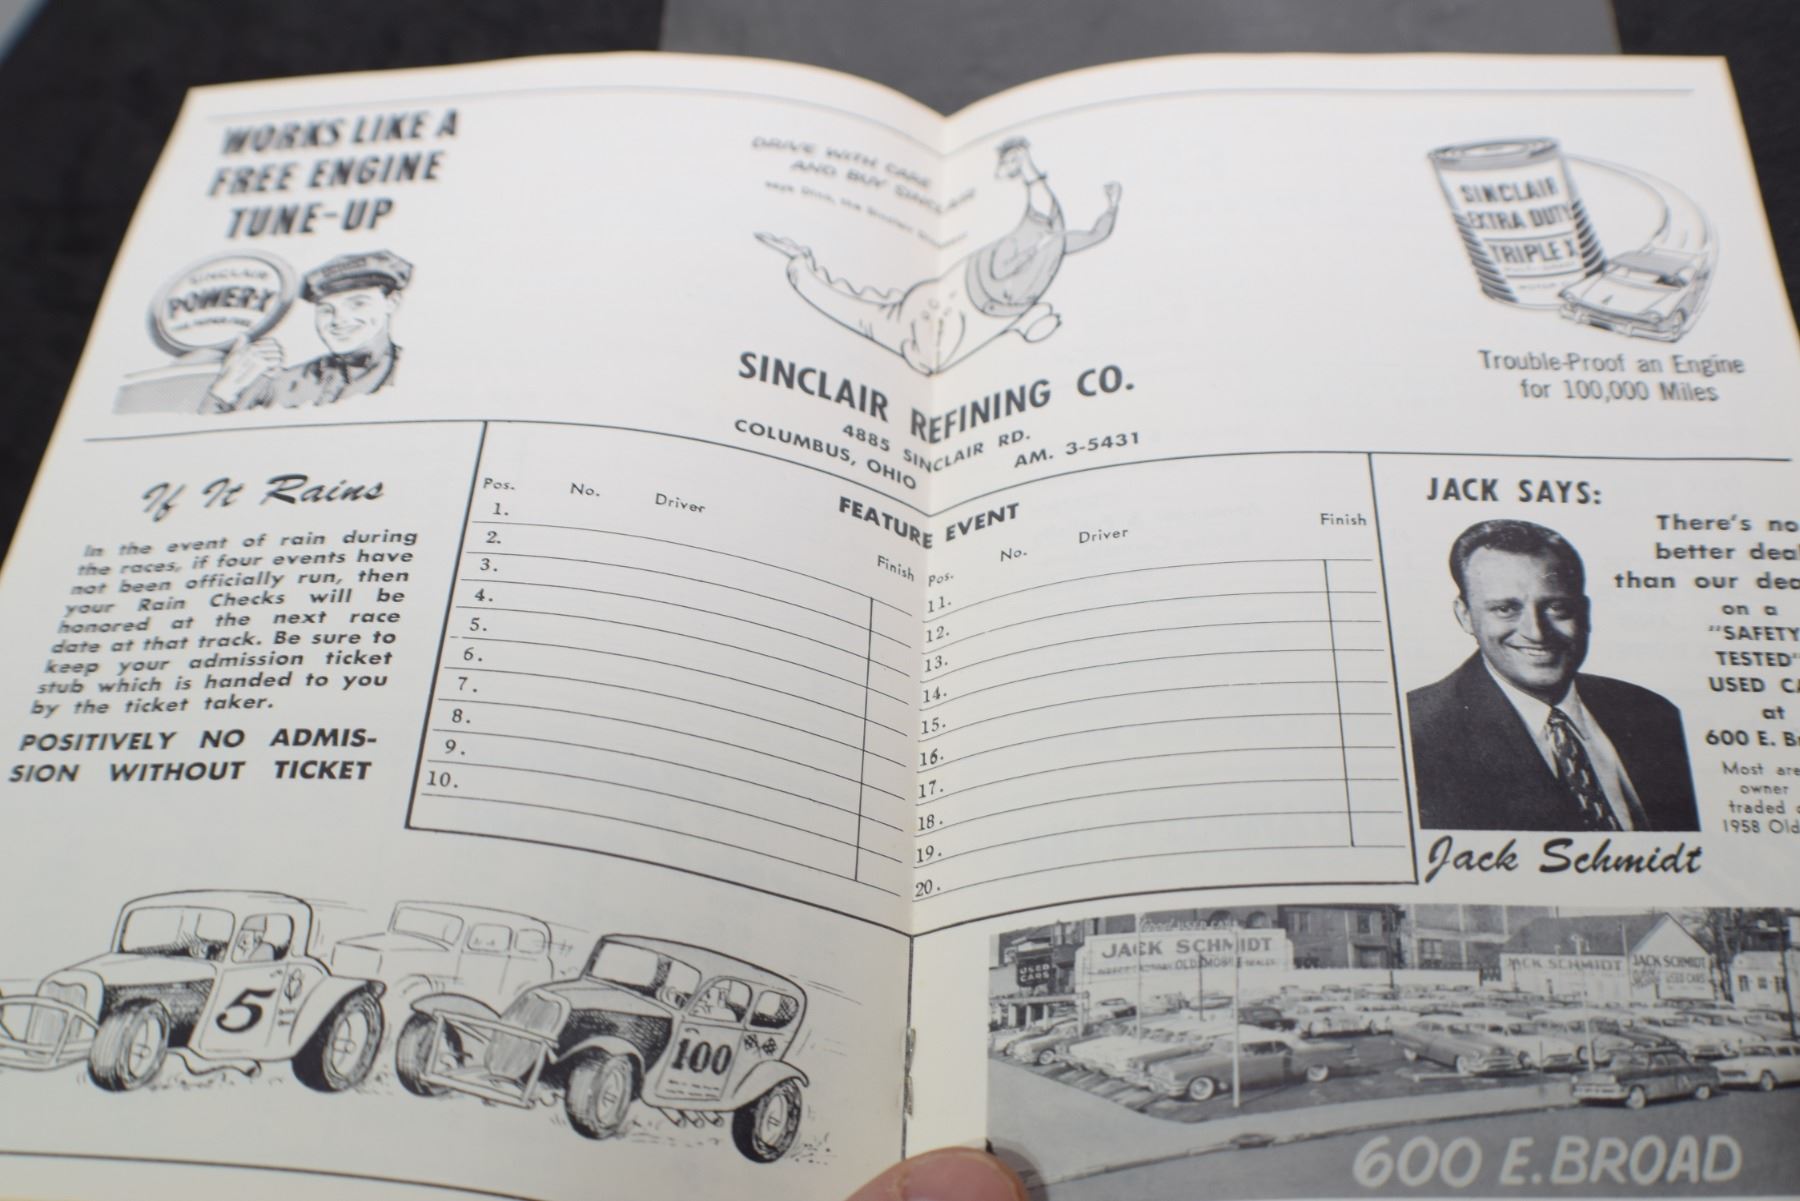 WORKS LIKE A
FREE ENGINE
TUNE-UP
SINCLAIR
POWER-X
DRIVE WITH CARE
AND BUY SINCLAIR
SINCLAIR REFINING CO.
4885 SINCLAIR RD.
COLUMBUS, OHIO AM. 3-5431
SINCLAIR
EXTRA DUTY
TRIPLE X
Trouble-Proof an Engine
for 100,000 Miles
If It Rains
In the event of rain during
the races, if four events have
not been officially run, then
your Rain Checks will be
honored at the next race
date at that track. Be sure to
keep your admission ticket
stub which is handed to you
by the ticket taker.
POSITIVELY NO ADMIS-
SION WITHOUT TICKET
FEATURE EVENT
Pos. No. Driver Finish
1.
2.
3.
4.
5.
6.
7.
8.
9.
10.
Pos. No. Driver Finish
11.
12.
13.
14.
15.
16.
17.
18.
19.
20.
JACK SAYS:
There's no
better deal
than our dea
on a
"SAFETY
TESTED"
USED CA
at
600 E. Br
Most are
owner
traded
1958 Old
Jack Schmidt
5
100
JACK SCHMIDT
OLDSMOBILE
USED
CARS
JACK SCHMIDT
JACK SCHMIDT
USED CARS
600 E. BROAD